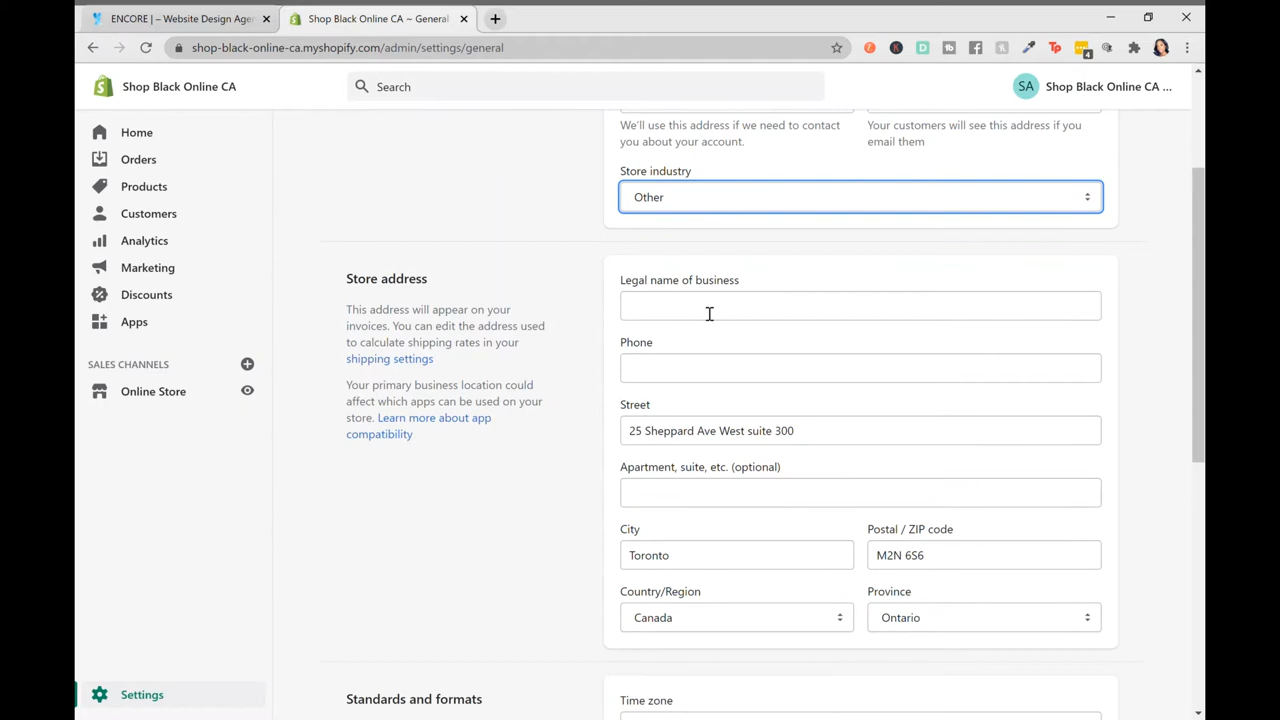 ENCORE | – Website Design Agen
Shop Black Online CA ~ General
shop-black-online-ca.myshopify.com/admin/settings/general
Tp
4
Shop Black Online CA
Search
SA
Shop Black Online CA ...
Home
Orders
Products
Customers
Analytics
Marketing
Discounts
Apps
SALES CHANNELS
Online Store
Settings
We'll use this address if we need to contact
you about your account.
Your customers will see this address if you
email them
Store industry
Other
Store address
This address will appear on your
invoices. You can edit the address used
to calculate shipping rates in your
shipping settings
Your primary business location could
affect which apps can be used on your
store. Learn more about app
compatibility
Legal name of business
Phone
Street
25 Sheppard Ave West suite 300
Apartment, suite, etc. (optional)
City
Postal / ZIP code
Toronto
M2N 6S6
Country/Region
Province
Canada
Ontario
Standards and formats
Time zone